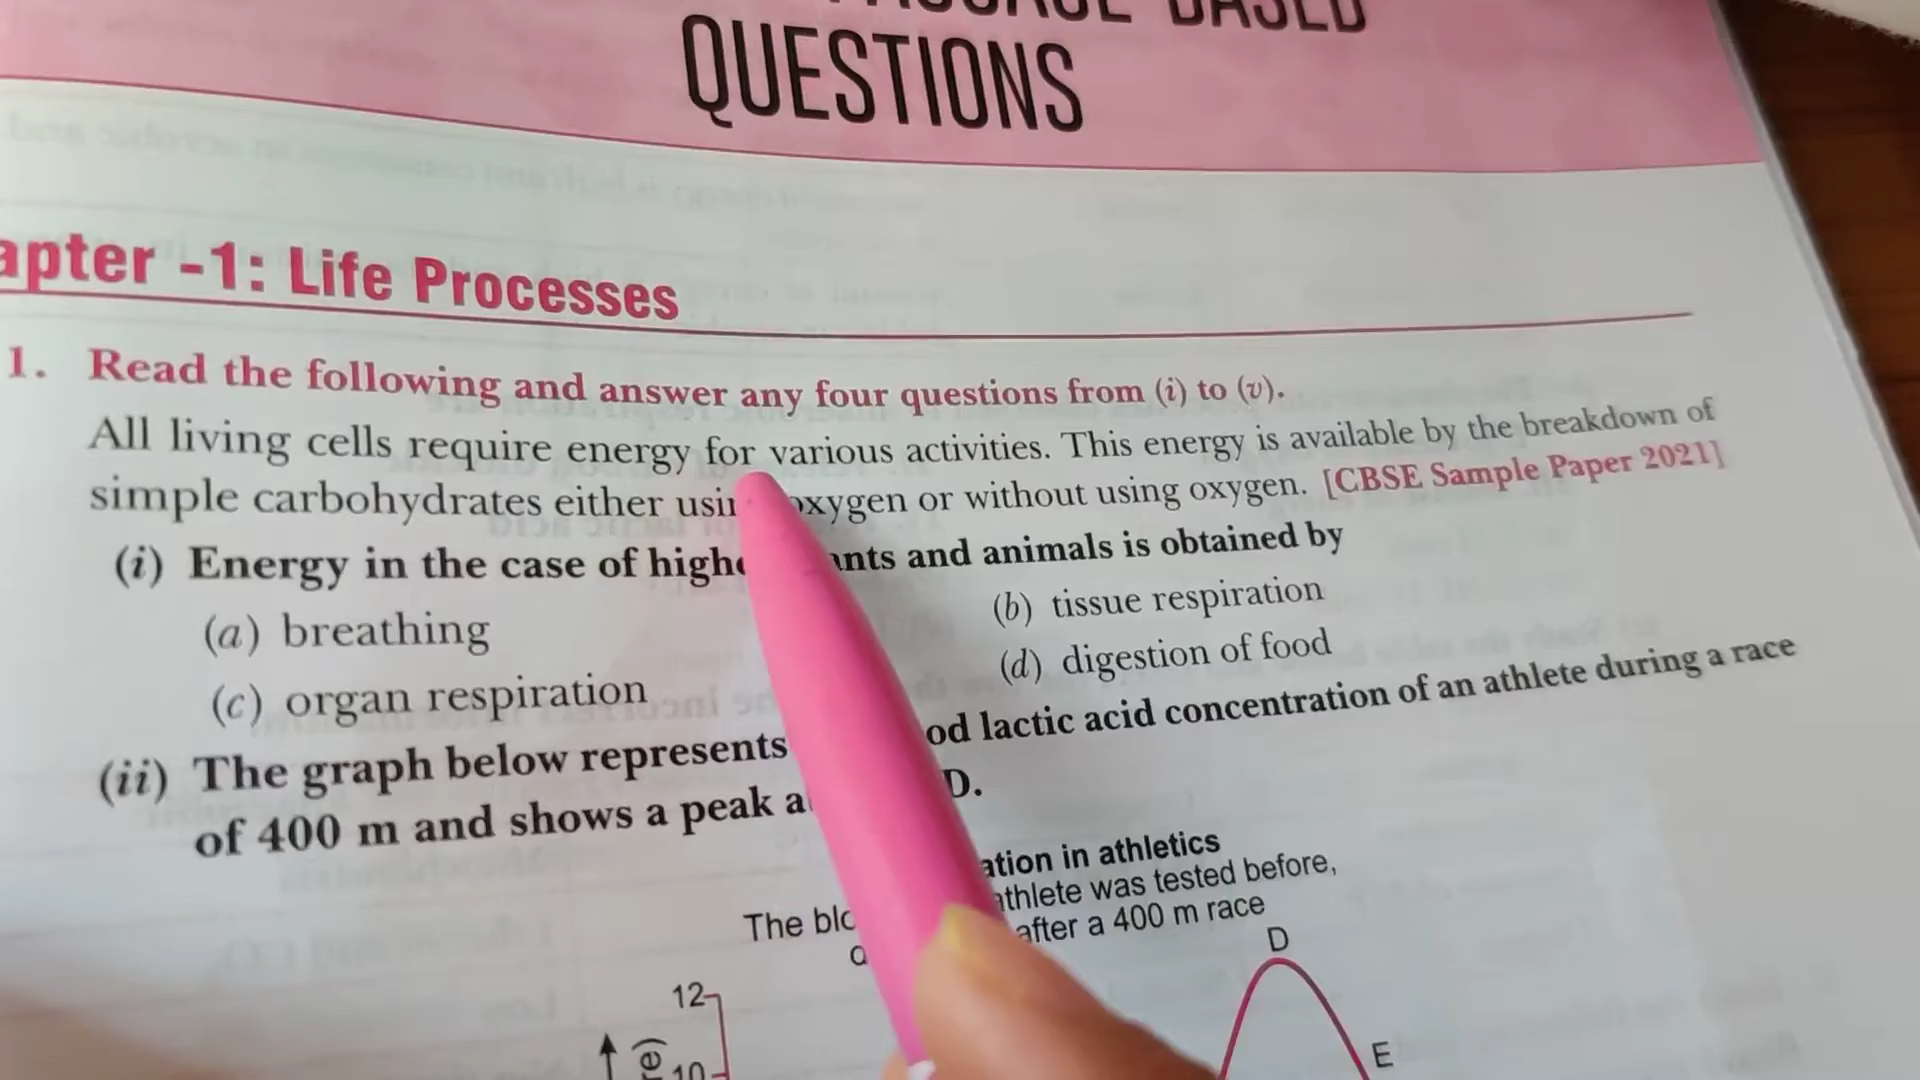 BASED
QUESTIONS
apter -1: Life Processes
1. Read the following and answer any four questions from (i) to (v).
All living cells require energy for various activities. This energy is available by the breakdown of
simple carbohydrates either usin oxygen or without using oxygen. [CBSE Sample Paper 2021]
(i) Energy in the case of highe ants and animals is obtained by
(a) breathing
(b) tissue respiration
(c) organ respiration
(d) digestion of food
(ii) The graph below represents od lactic acid concentration of an athlete during a race
of 400 m and shows a peak a D.
ation in athletics
The blo athlete was tested before,
after a 400 m race
D
12
10
E